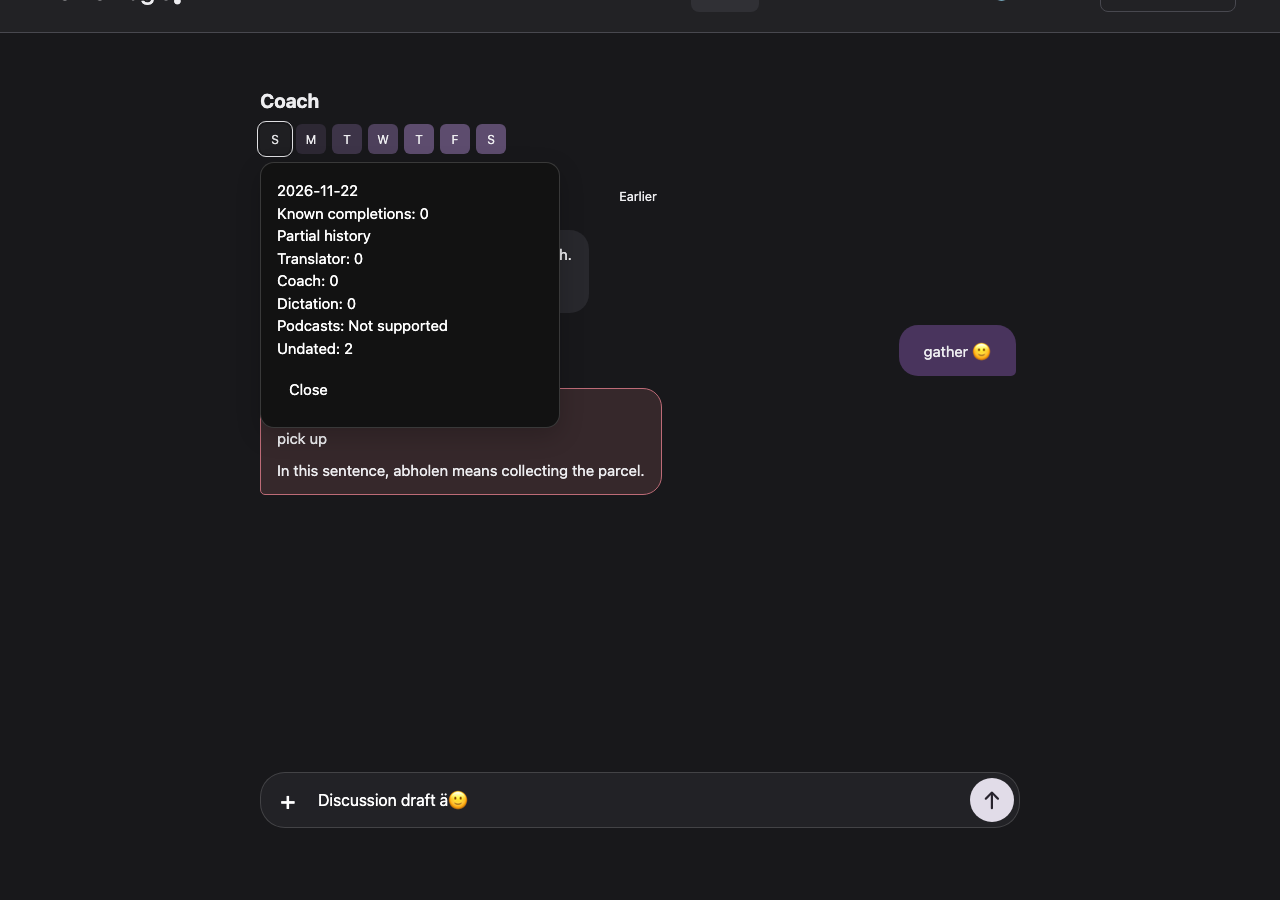 Coach
S M T W T F S
2026-11-22
Known completions: 0
Partial history
Translator: 0
Coach: 0
Dictation: 0
Podcasts: Not supported
Undated: 2
Close
Earlier
h.
gather 🙂
pick up
In this sentence, abholen means collecting the parcel.
+ Discussion draft ä🙂